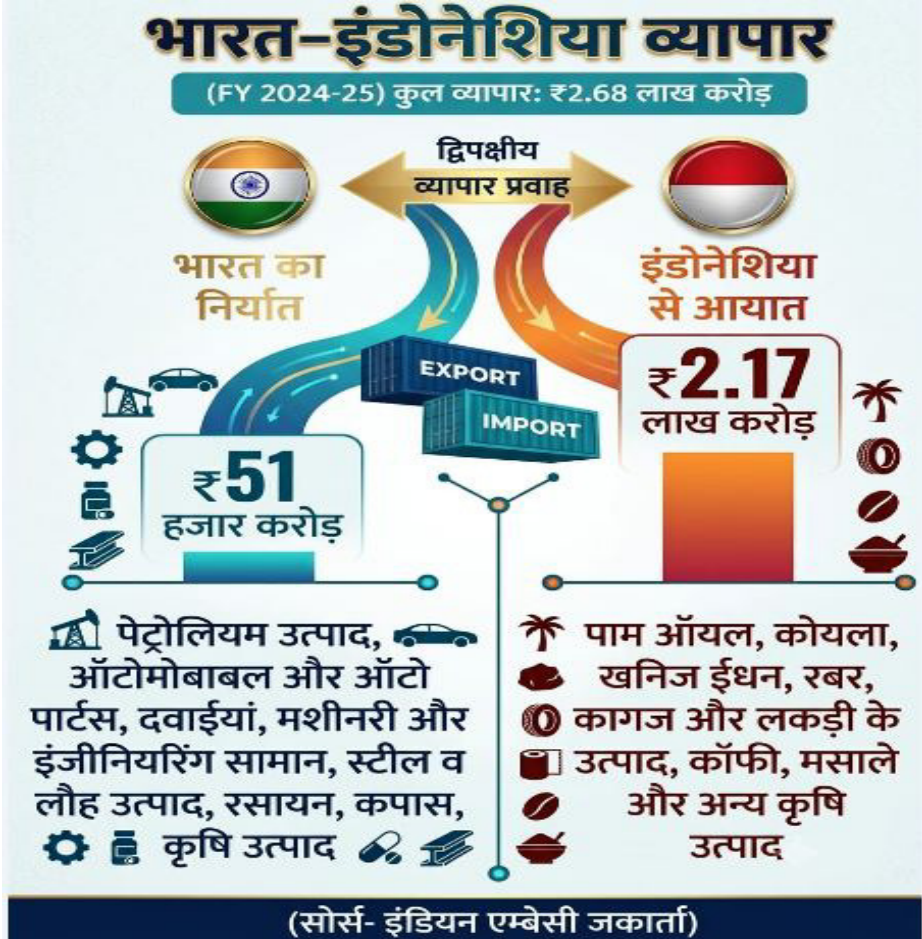 भारत-इंडोनेशिया व्यापार
(FY 2024-25) कुल व्यापार: ₹2.68 लाख करोड़
द्विपक्षीय
व्यापार प्रवाह
भारत का
निर्यात
इंडोनेशिया
से आयात
EXPORT
IMPORT
₹51
हजार करोड़
₹2.17
लाख करोड़
पेट्रोलियम उत्पाद,
ऑटोमोबाबल और ऑटो
पार्टस, दवाईयां, मशीनरी और
इंजीनियरिंग सामान, स्टील व
लौह उत्पाद, रसायन, कपास,
कृषि उत्पाद
पाम ऑयल, कोयला,
खनिज ईधन, रबर,
कागज और लकड़ी के
उत्पाद, कॉफी, मसाले
और अन्य कृषि
उत्पाद
(सोर्स- इंडियन एम्बेसी जकार्ता)